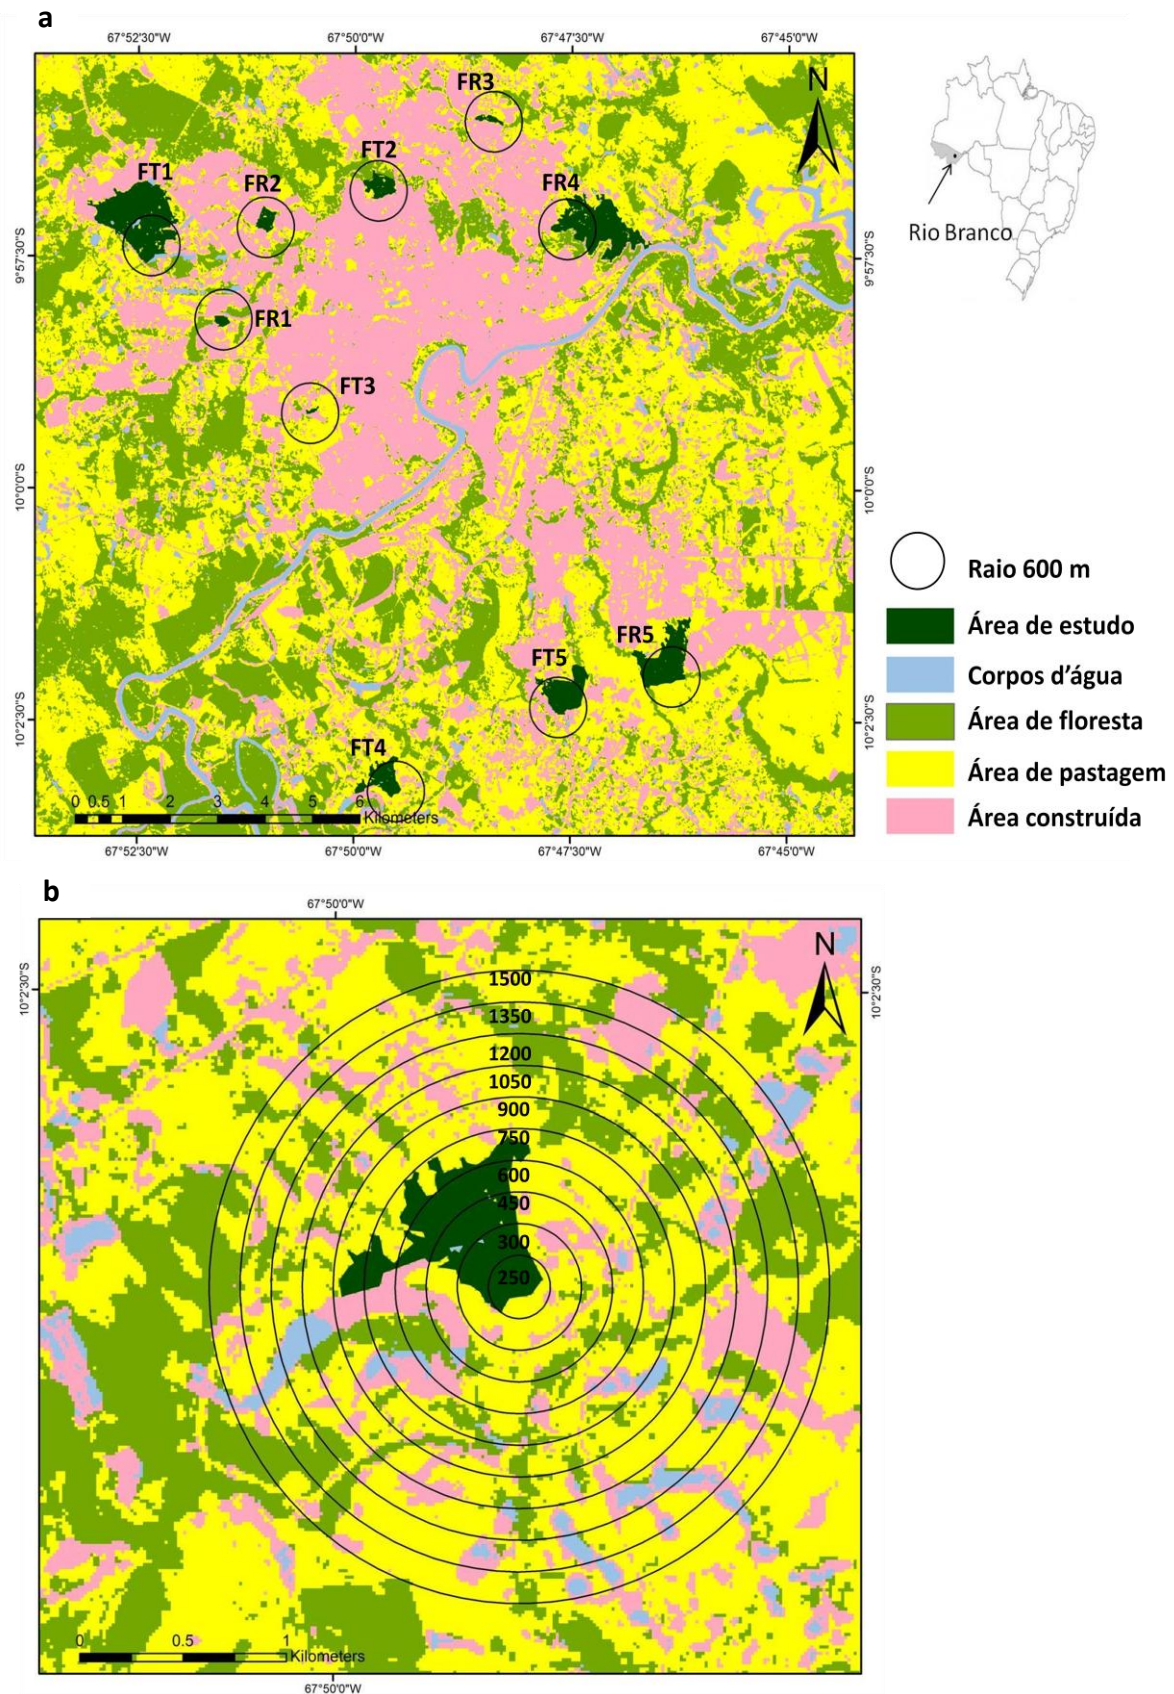 a
67°52'30"W 67°50'0"W 67°47'30"W 67°45'0"W
N
FR3
FT2
FT1
FR2
FR4
9°57'30"S 9°57'30"S
Rio Branco
FR1
FT3
10°0'0"S 10°0'0"S
Raio 600 m
Área de estudo
FR5
FT5
Corpos d'água
10°2'30"S 10°2'30"S
Área de floresta
FT4
Área de pastagem
0 0.5 1 2 3 4 5 6
Kilometers
Área construída
67°52'30"W 67°50'0"W 67°47'30"W 67°45'0"W
b
67°50'0"W
N
10°2'30"S 10°2'30"S
1500
1350
1200
1050
900
750
600
450
300
250
0 0.5 1
Kilometers
67°50'0"W